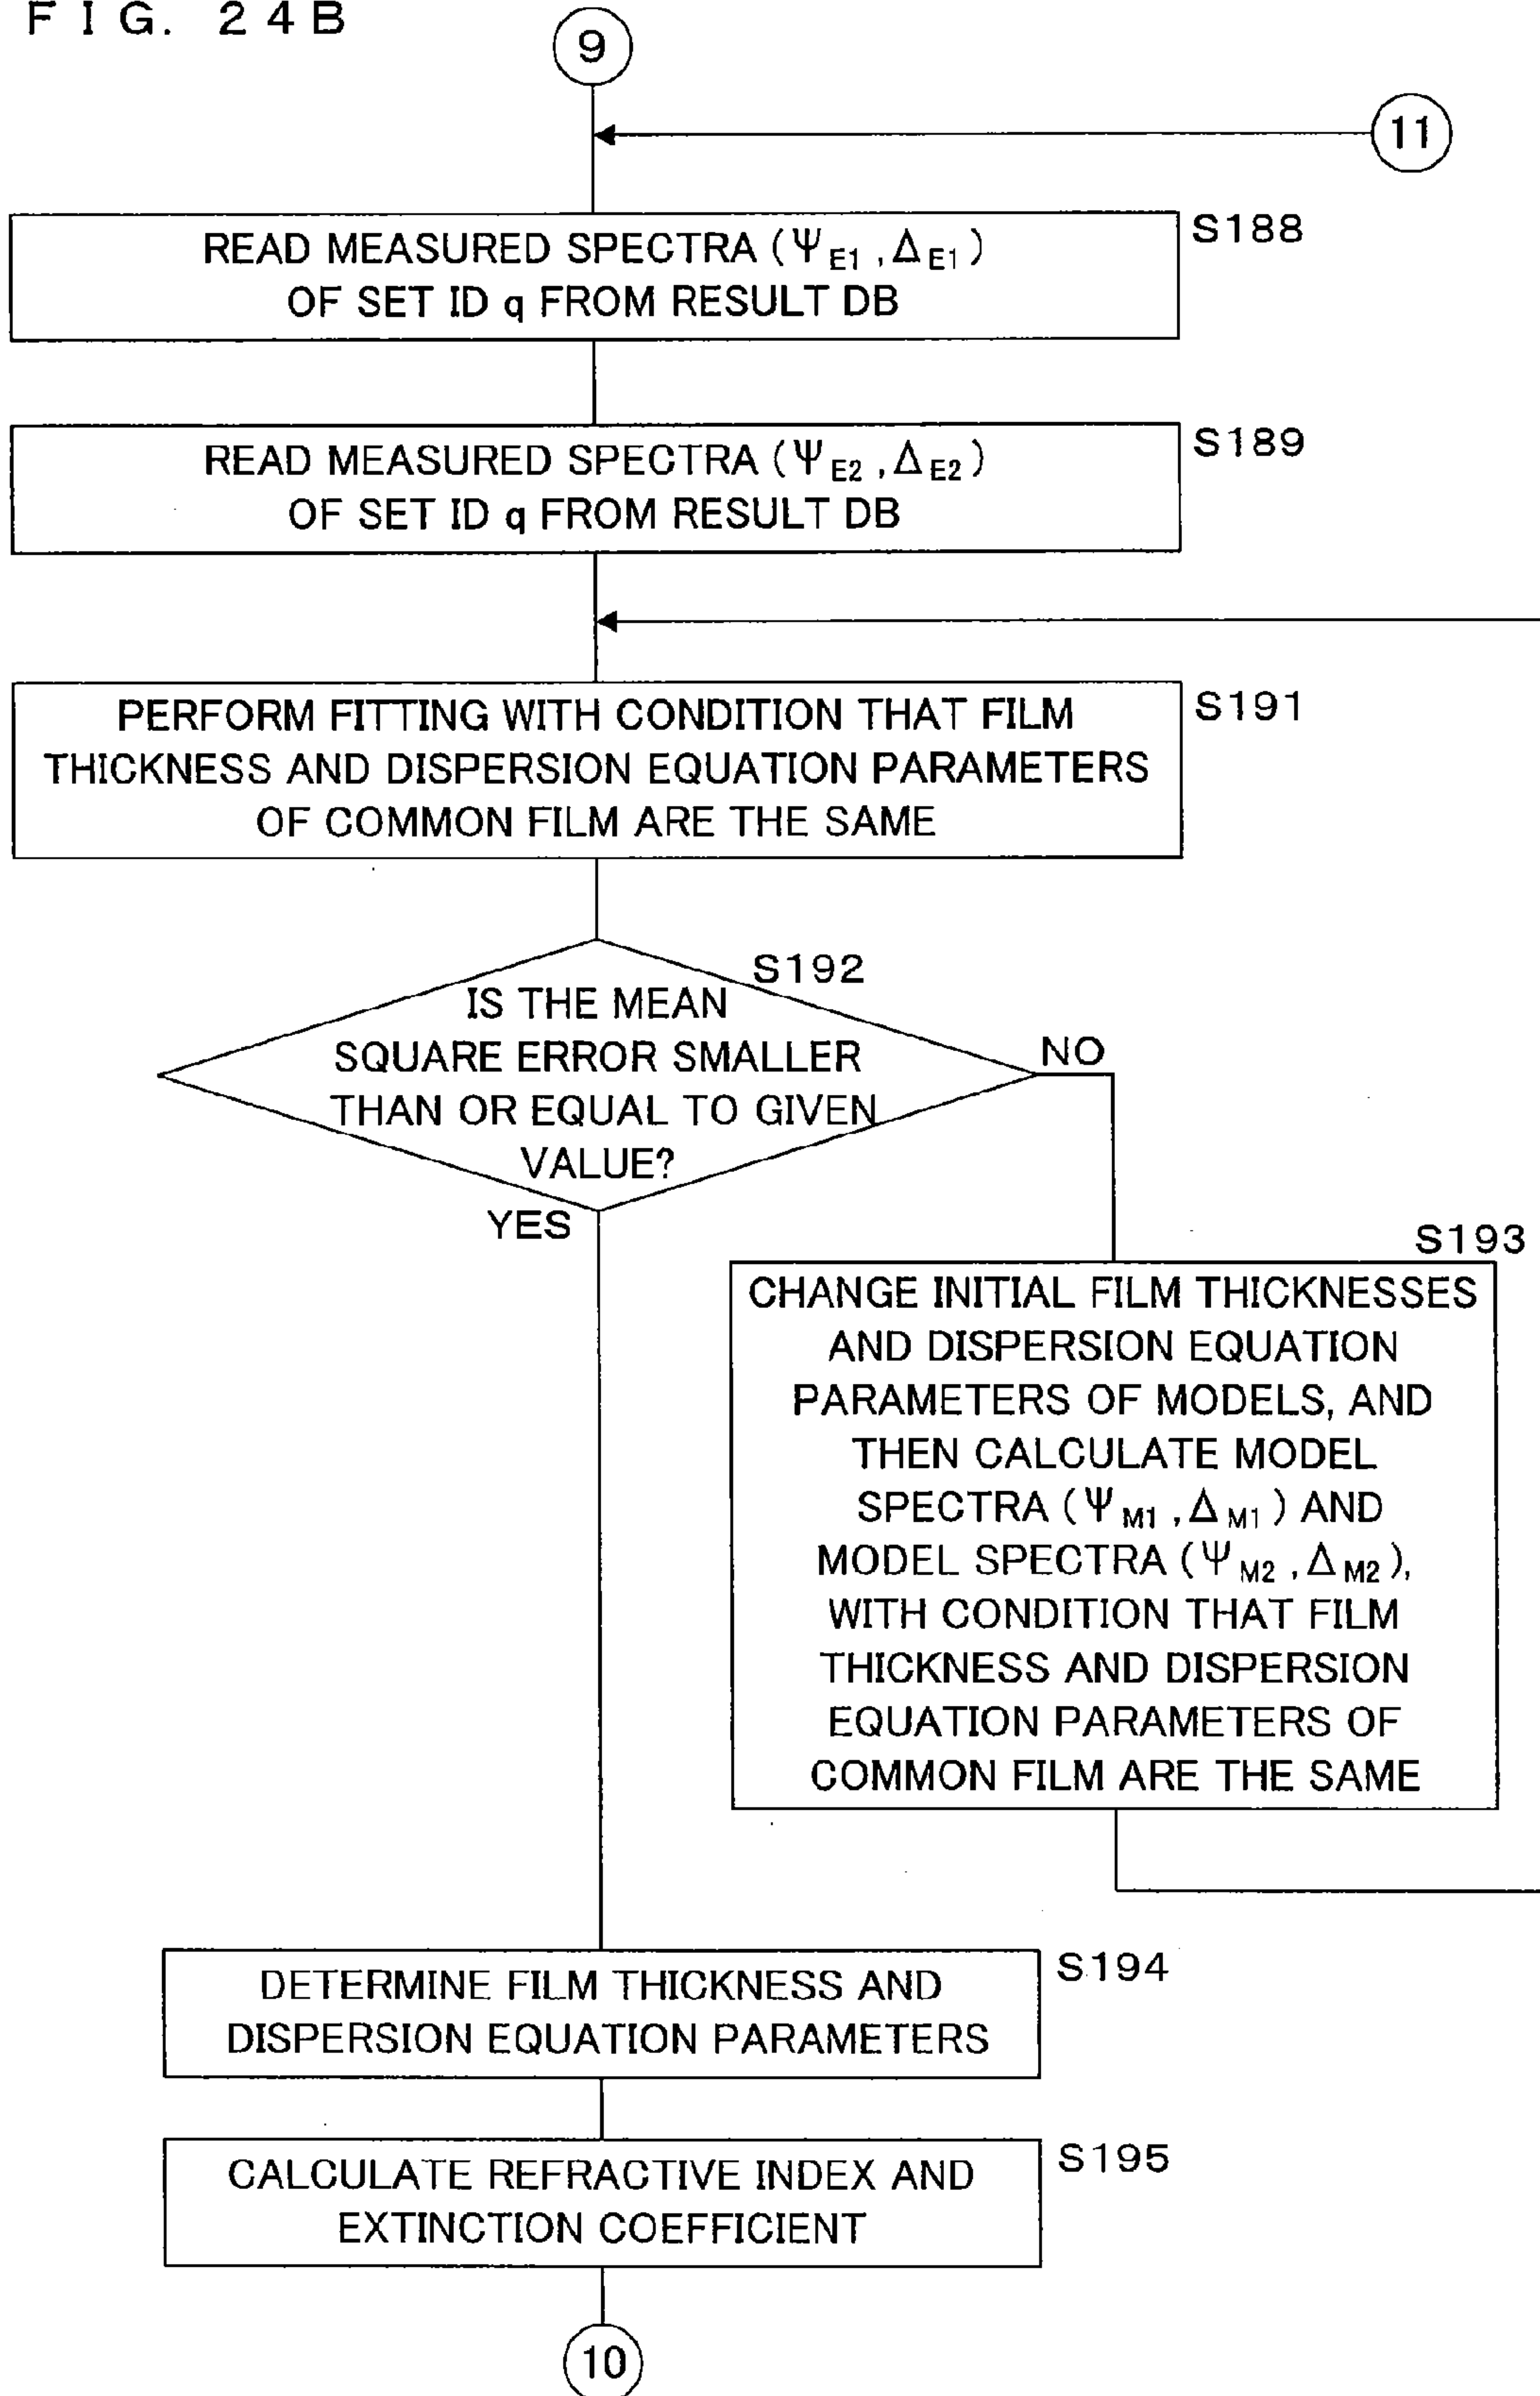 FIG. 24B
9
11
S188
READ MEASURED SPECTRA (Ψ E1 , Δ E1 )
OF SET ID q FROM RESULT DB
S189
READ MEASURED SPECTRA (Ψ E2 , Δ E2 )
OF SET ID q FROM RESULT DB
S191
PERFORM FITTING WITH CONDITION THAT FILM
THICKNESS AND DISPERSION EQUATION PARAMETERS
OF COMMON FILM ARE THE SAME
S192
IS THE MEAN
SQUARE ERROR SMALLER
THAN OR EQUAL TO GIVEN
VALUE?
NO
YES
S193
CHANGE INITIAL FILM THICKNESSES
AND DISPERSION EQUATION
PARAMETERS OF MODELS, AND
THEN CALCULATE MODEL
SPECTRA (Ψ M1 , Δ M1 ) AND
MODEL SPECTRA (Ψ M2 , Δ M2 ),
WITH CONDITION THAT FILM
THICKNESS AND DISPERSION
EQUATION PARAMETERS OF
COMMON FILM ARE THE SAME
S194
DETERMINE FILM THICKNESS AND
DISPERSION EQUATION PARAMETERS
S195
CALCULATE REFRACTIVE INDEX AND
EXTINCTION COEFFICIENT
10